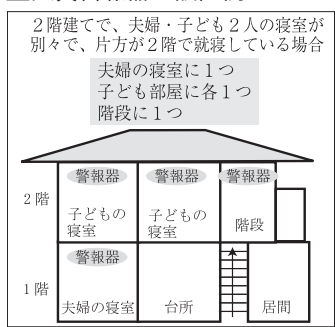 ２階建てで、夫婦・子ども２人の寝室が
別々で、片方が２階で就寝している場合
夫婦の寝室に１つ
子ども部屋に各１つ
階段に１つ
警報器
警報器
警報器
２階
子どもの
寝室
子どもの
寝室
階段
警報器
１階
夫婦の寝室
台所
居間